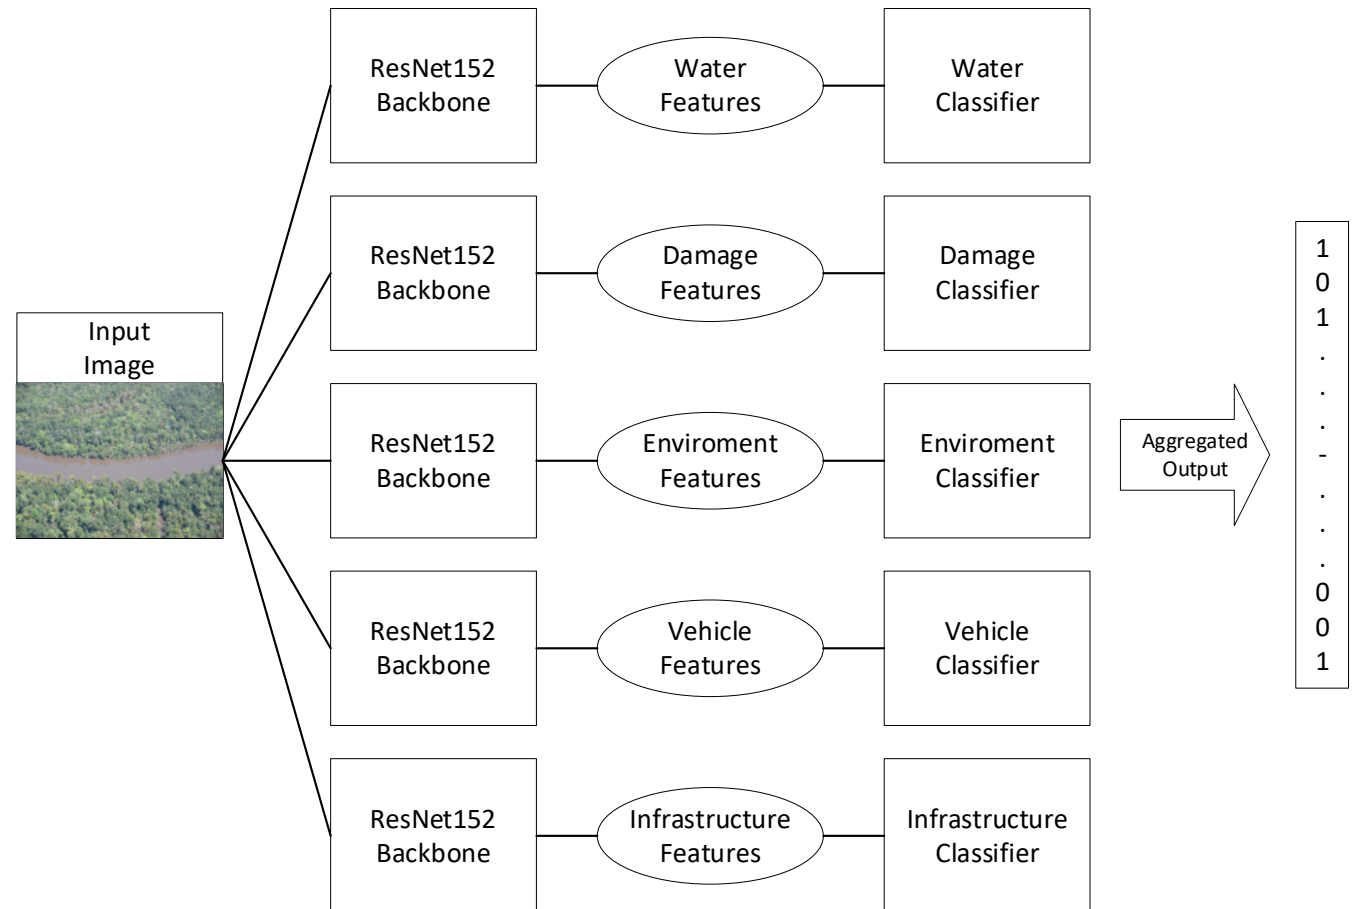 Input
Image
ResNet152
Backbone
Water
Features
Water
Classifier
ResNet152
Backbone
Damage
Features
Damage
Classifier
ResNet152
Backbone
Enviroment
Features
Enviroment
Classifier
ResNet152
Backbone
Vehicle
Features
Vehicle
Classifier
ResNet152
Backbone
Infrastructure
Features
Infrastructure
Classifier
Aggregated
Output
1
0
1
.
.
.
-
.
.
.
0
0
1